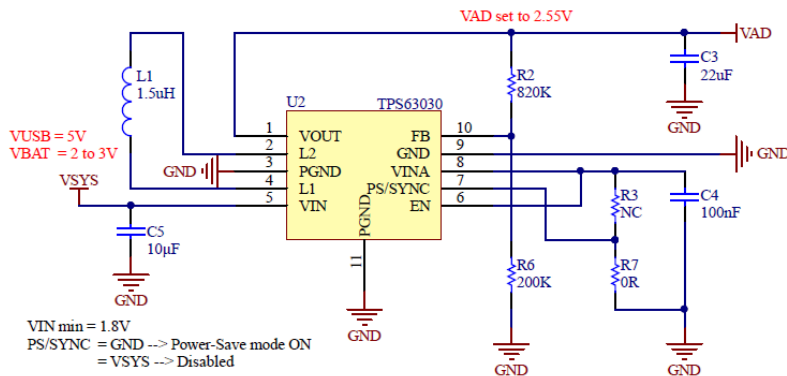 VAD set to 2.55V
VAD
L1
1.5uH
R2
820K
C3
22uF
GND
U2
TPS63030
VUSB = 5V
VBAT = 2 to 3V
VSYS
GND
1
2
3
4
5
VOUT
L2
PGND
L1
VIN
PGND
11
FB
GND
VINA
PS/SYNC
EN
10
9
8
7
6
GND
R3
NC
C4
100nF
C5
10µF
GND
R6
200K
R7
0R
GND
GND
GND
VIN min = 1.8V
PS/SYNC = GND --> Power-Save mode ON
= VSYS --> Disabled